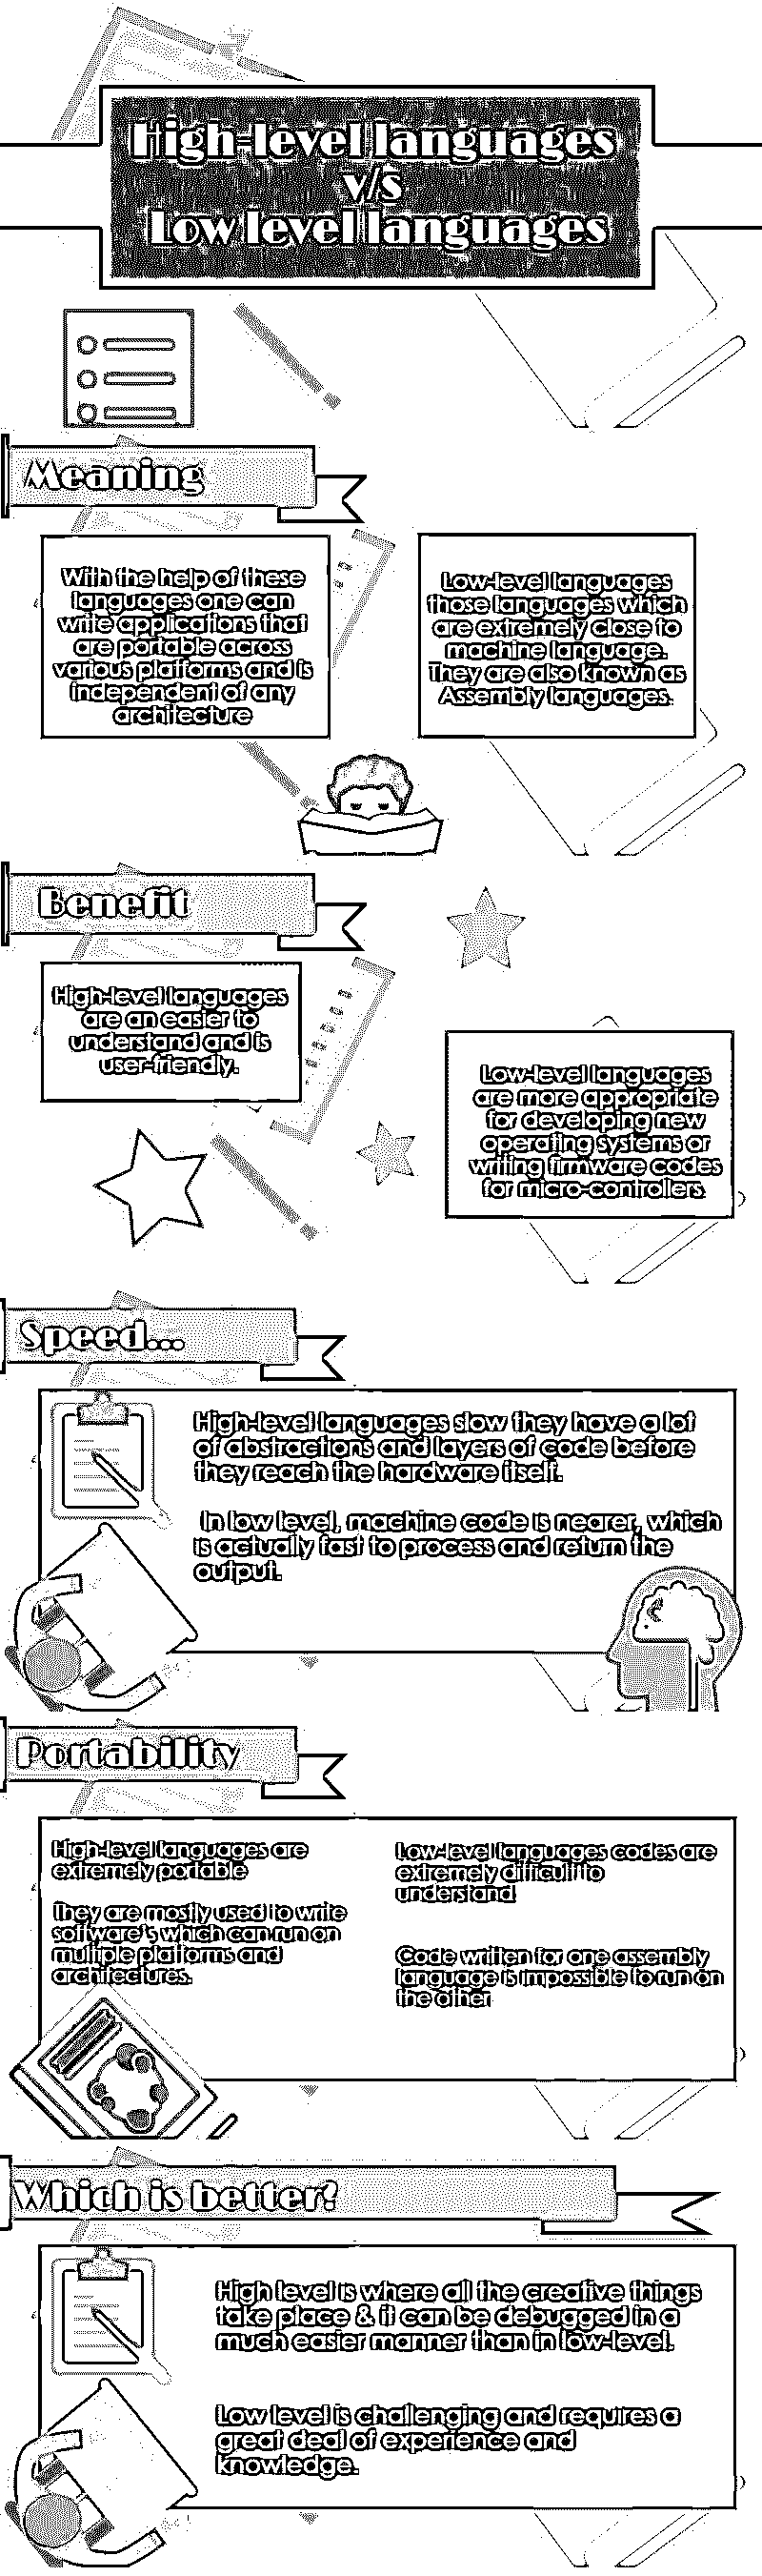 High-level languages
v/s
Low level languages
Meaning
With the help of these
languages one can
write applications that
are portable across
various platforms and is
independent of any
architecture
Low-level languages
those languages which
are extremely close to
machine language.
They are also known as
Assembly languages.
Benefit
High-level languages
are an easier to
understand and is
user-friendly.
Low-level languages
are more appropriate
for developing new
operating systems or
writing firmware codes
for micro-controllers
Speed...
High-level languages slow they have a lot
of abstractions and layers of code before
they reach the hardware itself.
In low level, machine code is nearer, which
is actually fast to process and return the
output.
Portability
High-level languages are
extremely portable
They are mostly used to write
software's which can run on
multiple platforms and
architectures.
Low-level languages codes are
extremely difficult to
understand
Code written for one assembly
language is impossible to run on
the other
Which is better?
High level is where all the creative things
take place & it can be debugged in a
much easier manner than in low-level.
Low level is challenging and requires a
great deal of experience and
knowledge.